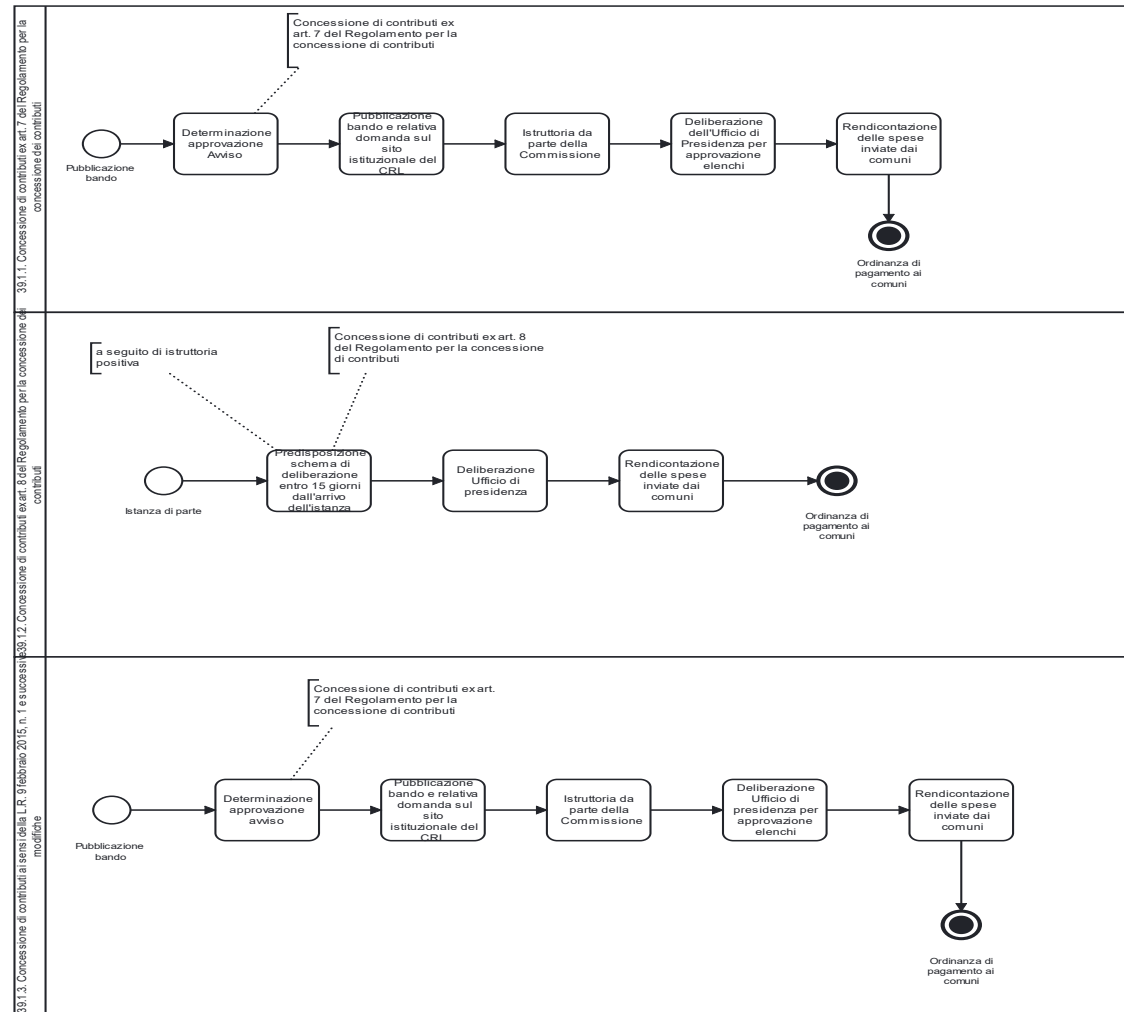 39.1.1. Concessione di contributi ex art. 7 del Regolamento per la
concessione dei contributi
Concessione di contributi ex
art. 7 del Regolamento per la
concessione di contributi
Pubblicazione
bando
Determinazione
approvazione
Avviso
Pubblicazione
bando e relativa
domanda sul
sito
istituzionale del
CRL
Istruttoria da
parte della
Commissione
Deliberazione
dell'Ufficio di
Presidenza per
approvazione
elenchi
Rendicontazione
delle spese
inviate dai
comuni
Ordinanza di
pagamento ai
comuni
39.1.2. Concessione di contributi ex art. 8 del Regolamento per la concessione dei
contributi
a seguito di istruttoria
positiva
Concessione di contributi ex art. 8
del Regolamento per la concessione
di contributi
Istanza di parte
Predisposizione
schema di
deliberazione
entro 15 giorni
dall'arrivo
dell'istanza
Deliberazione
Ufficio di
presidenza
Rendicontazione
delle spese
inviate dai
comuni
Ordinanza di
pagamento ai
comuni
39.1.3. Concessione di contributi ai sensi della L.R. 9 febbraio 2015, n. 1 e successive
modifiche
Concessione di contributi ex art.
7 del Regolamento per la
concessione di contributi
Pubblicazione
bando
Determinazione
approvazione
avviso
Pubblicazione
bando e relativa
domanda sul
sito
istituzionale del
CRL
Istruttoria da
parte della
Commissione
Deliberazione
Ufficio di
presidenza per
approvazione
elenchi
Rendicontazione
delle spese
inviate dai
comuni
Ordinanza di
pagamento ai
comuni